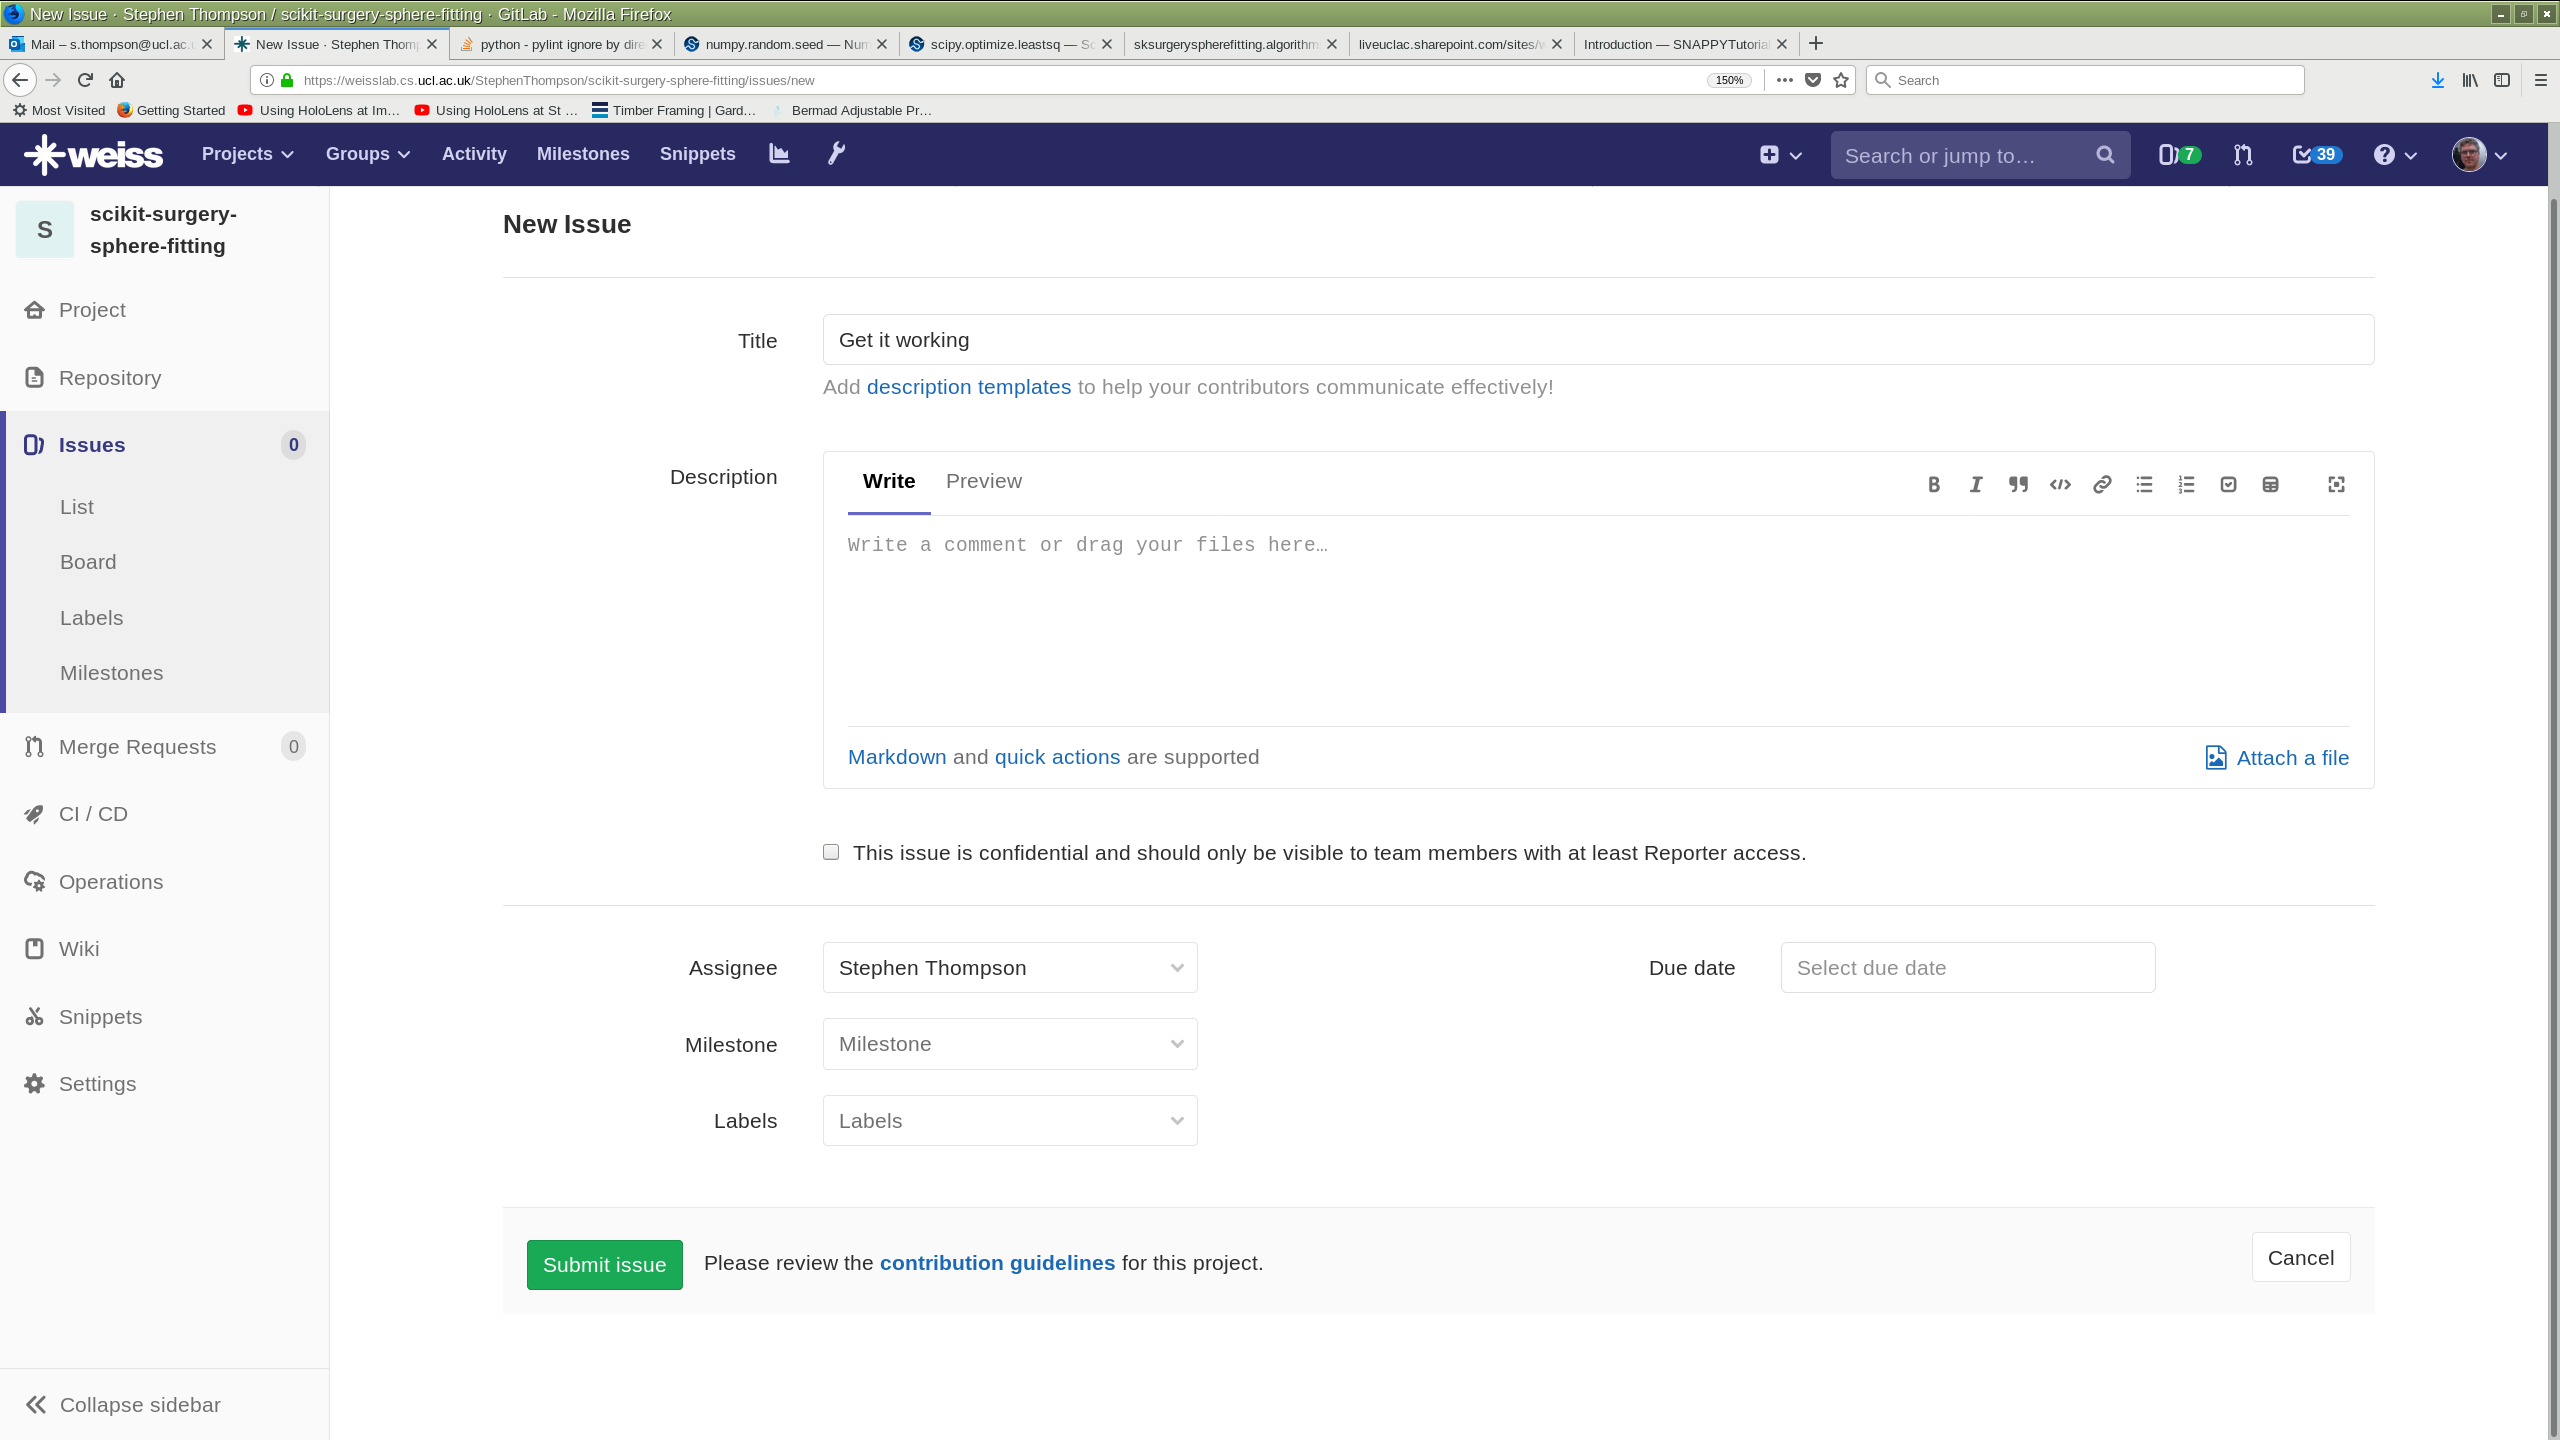 New Issue · Stephen Thompson / scikit-surgery-sphere-fitting · GitLab - Mozilla Firefox
Mail – s.thompson@ucl.ac.
New Issue · Stephen Thom
python - pylint ignore by dire
numpy.random.seed — Num
scipy.optimize.leastsq — Sc
sksurgeryspherefitting.algorithm
liveuclac.sharepoint.com/sites/
Introduction — SNAPPYTutorial
https://weisslab.cs.ucl.ac.uk/StephenThompson/scikit-surgery-sphere-fitting/issues/new
150%
Search
Most Visited
Getting Started
Using HoloLens at Im…
Using HoloLens at St …
Timber Framing | Gard…
Bermad Adjustable Pr…
weiss
Projects
Groups
Activity
Milestones
Snippets
Search or jump to…
7
39
S
scikit-surgery-
sphere-fitting
Project
Repository
Issues
0
List
Board
Labels
Milestones
Merge Requests
0
CI / CD
Operations
Wiki
Snippets
Settings
Collapse sidebar
New Issue
Title
Get it working
Add description templates to help your contributors communicate effectively!
Description
Write
Preview
Write a comment or drag your files here…
Markdown and quick actions are supported
Attach a file
This issue is confidential and should only be visible to team members with at least Reporter access.
Assignee
Stephen Thompson
Due date
Select due date
Milestone
Milestone
Labels
Labels
Submit issue
Please review the contribution guidelines for this project.
Cancel